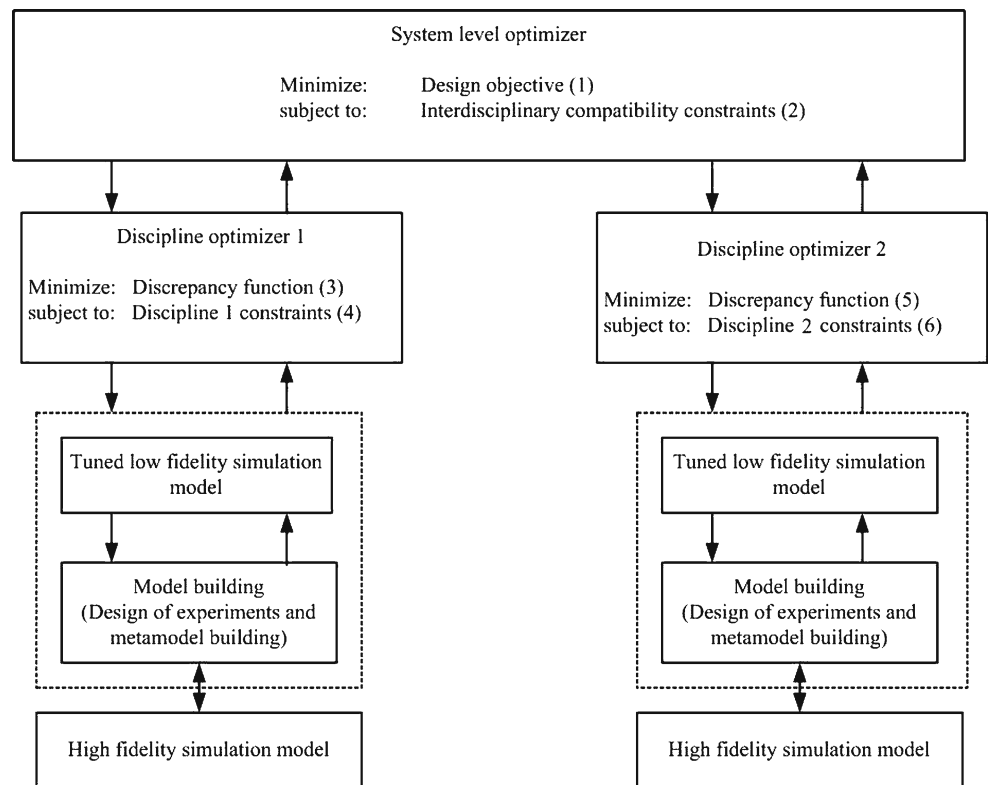 System level optimizer
Minimize: Design objective (1)
subject to: Interdisciplinary compatibility constraints (2)
Discipline optimizer 1
Minimize: Discrepancy function (3)
subject to: Discipline 1 constraints (4)
Discipline optimizer 2
Minimize: Discrepancy function (5)
subject to: Discipline 2 constraints (6)
Tuned low fidelity simulation
model
Model building
(Design of experiments and
metamodel building)
High fidelity simulation model
Tuned low fidelity simulation
model
Model building
(Design of experiments and
metamodel building)
High fidelity simulation model